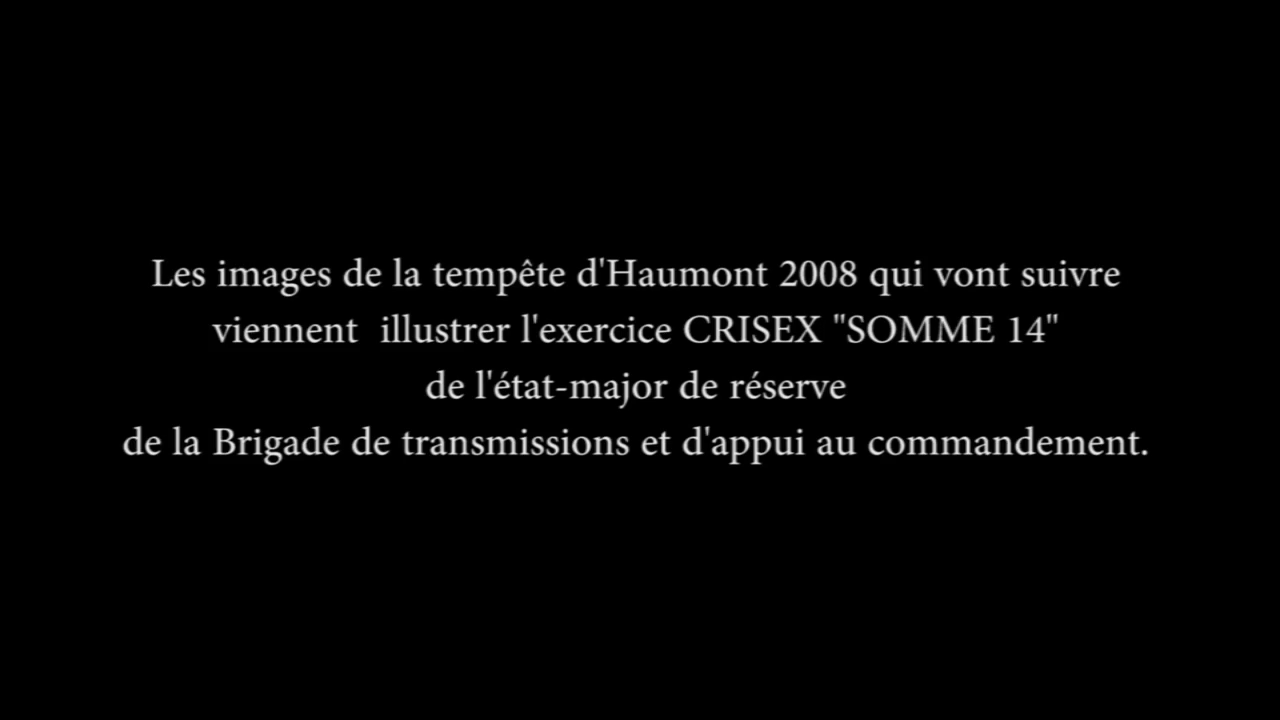 Les images de la tempête d'Haumont 2008 qui vont suivre
viennent  illustrer l'exercice CRISEX "SOMME 14"
de l'état-major de réserve
de la Brigade de transmissions et d'appui au commandement.